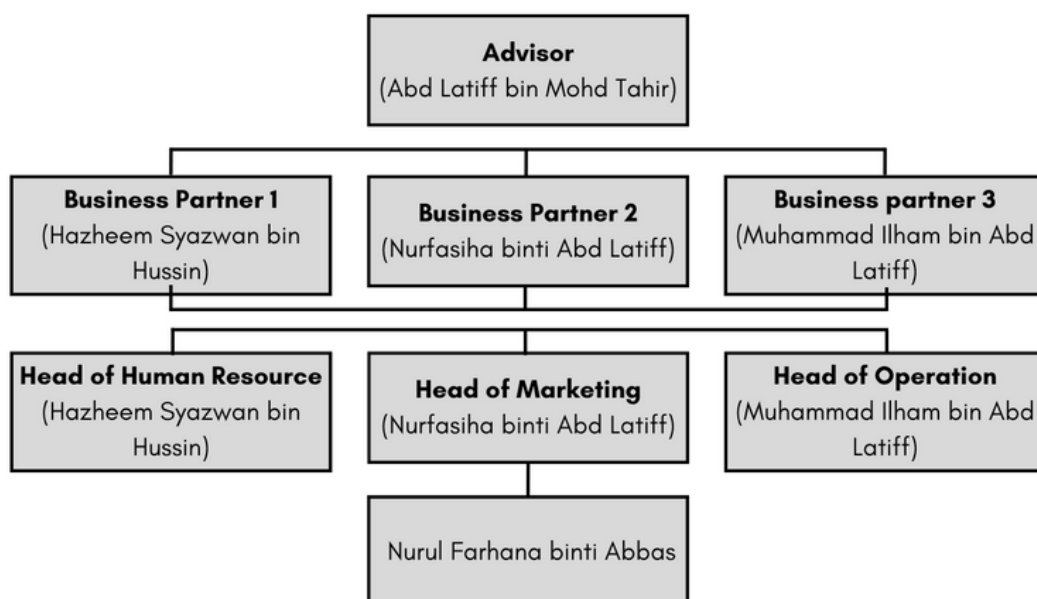 Advisor
(Abd Latiff bin Mohd Tahir)
Business Partner 1
(Hazheem Syazwan bin
Hussin)
Business Partner 2
(Nurfasiha binti Abd Latiff)
Business partner 3
(Muhammad Ilham bin Abd
Latiff)
Head of Human Resource
(Hazheem Syazwan bin
Hussin)
Head of Marketing
(Nurfasiha binti Abd Latiff)
Head of Operation
(Muhammad Ilham bin Abd
Latiff)
Nurul Farhana binti Abbas